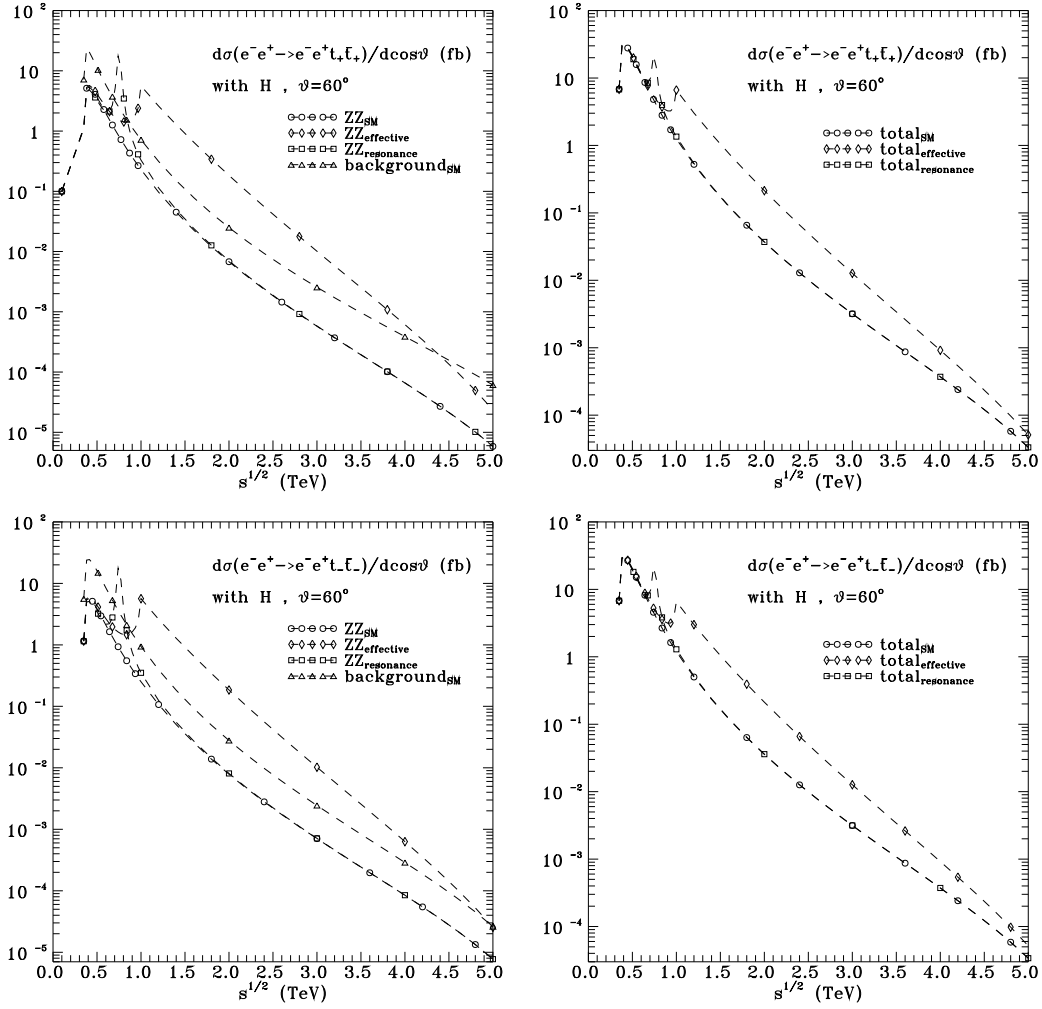 dσ(e⁻e⁺−>e⁻e⁺t₊t̄₊)/dcosϑ (fb)
with H , ϑ=60°
ZZ_SM
ZZ_effective
ZZ_resonance
background_SM
10 ²
10
1
10 ⁻¹
10 ⁻²
10 ⁻³
10 ⁻⁴
10 ⁻⁵
0.0 0.5 1.0 1.5 2.0 2.5 3.0 3.5 4.0 4.5 5.0
s^1/2 (TeV)
dσ(e⁻e⁺−>e⁻e⁺t₊t̄₊)/dcosϑ (fb)
with H , ϑ=60°
total_SM
total_effective
total_resonance
10 ²
10
1
10 ⁻¹
10 ⁻²
10 ⁻³
10 ⁻⁴
0.0 0.5 1.0 1.5 2.0 2.5 3.0 3.5 4.0 4.5 5.0
s^1/2 (TeV)
dσ(e⁻e⁺−>e⁻e⁺t₋t̄₋)/dcosϑ (fb)
with H , ϑ=60°
ZZ_SM
ZZ_effective
ZZ_resonance
background_SM
10 ²
10
1
10 ⁻¹
10 ⁻²
10 ⁻³
10 ⁻⁴
10 ⁻⁵
0.0 0.5 1.0 1.5 2.0 2.5 3.0 3.5 4.0 4.5 5.0
s^1/2 (TeV)
dσ(e⁻e⁺−>e⁻e⁺t₋t̄₋)/dcosϑ (fb)
with H , ϑ=60°
total_SM
total_effective
total_resonance
10 ²
10
1
10 ⁻¹
10 ⁻²
10 ⁻³
10 ⁻⁴
0.0 0.5 1.0 1.5 2.0 2.5 3.0 3.5 4.0 4.5 5.0
s^1/2 (TeV)